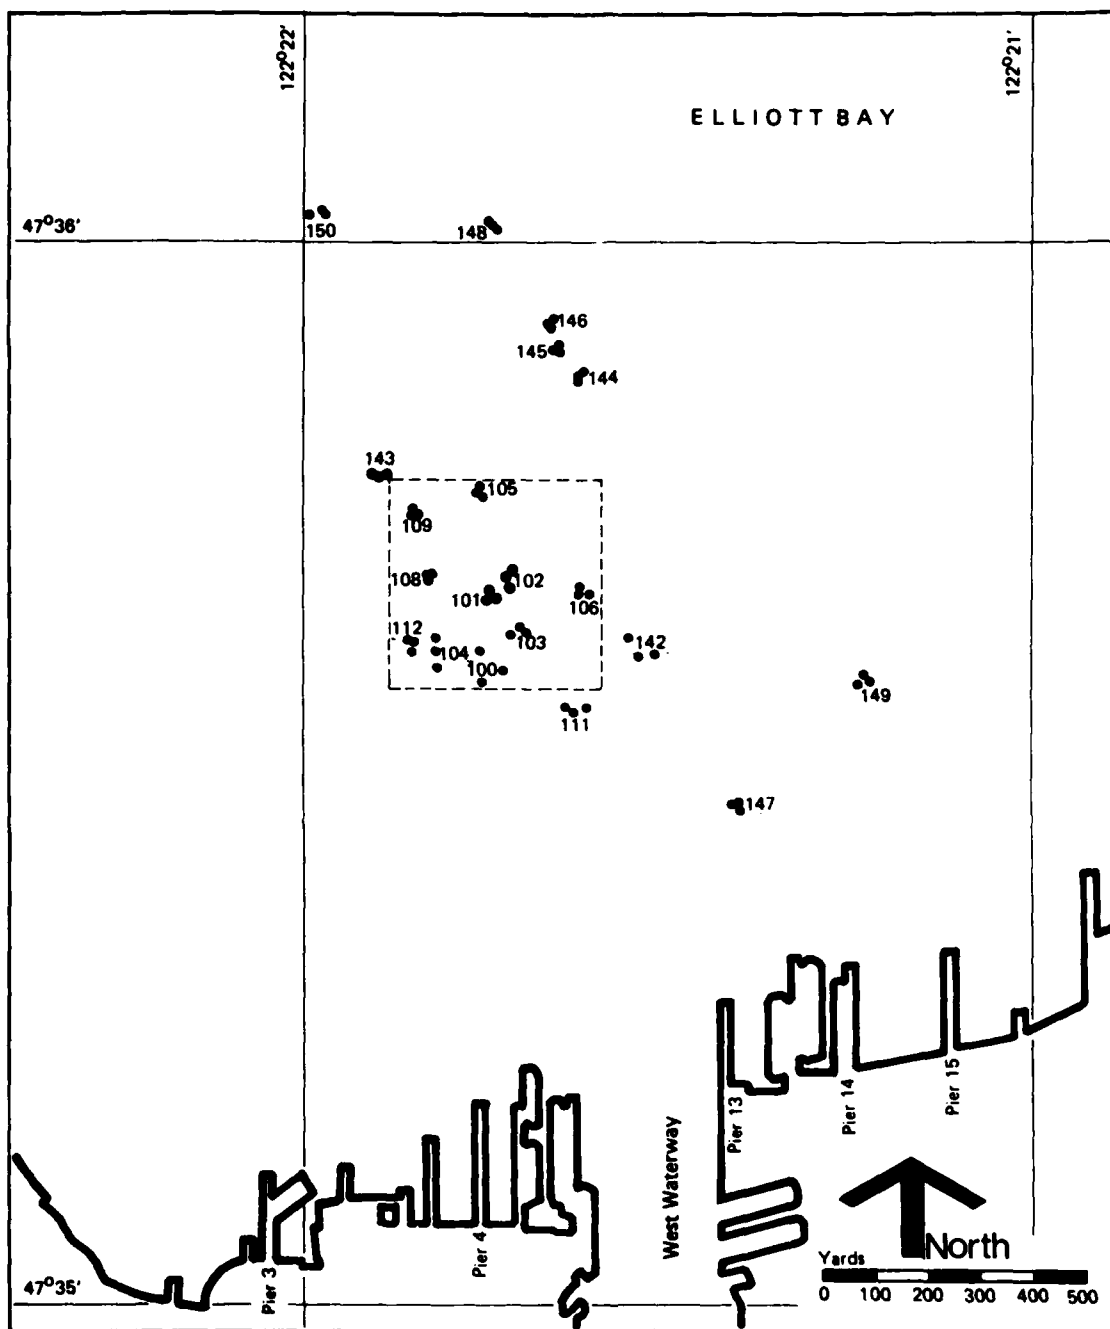 122°22'
122°21'
ELLIOTT BAY
47°36'
150
148
146
145
144
143
105
109
108
102
101
106
112
104
103
100
142
149
111
147
Pier 3
Pier 4
West Waterway
Pier 13
Pier 14
Pier 15
North
Yards
0 100 200 300 400 500
47°35'